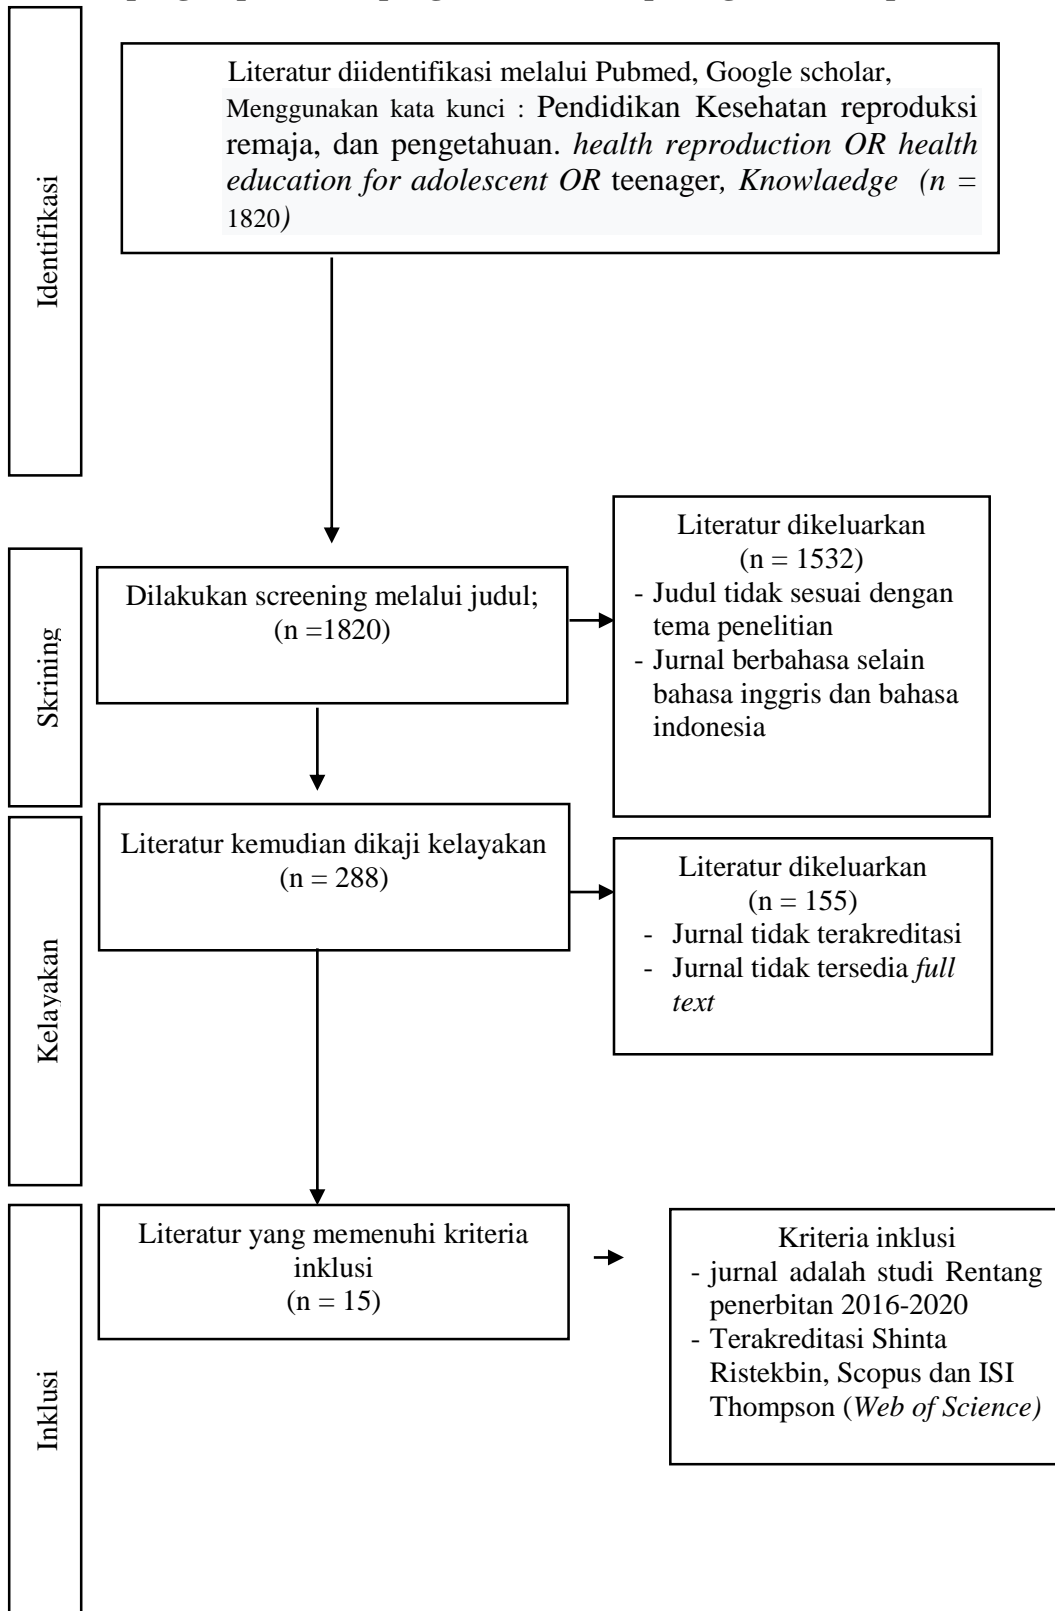 Identifikasi
Literatur diidentifikasi melalui Pubmed, Google scholar,
Menggunakan kata kunci : Pendidikan Kesehatan reproduksi
remaja, dan pengetahuan. health reproduction OR health
education for adolescent OR teenager, Knowlaedge (n =
1820)
Skrining
Dilakukan screening melalui judul;
(n =1820)
Literatur dikeluarkan
(n = 1532)
- Judul tidak sesuai dengan
tema penelitian
- Jurnal berbahasa selain
bahasa inggris dan bahasa
indonesia
Kelayakan
Literatur kemudian dikaji kelayakan
(n = 288)
Literatur dikeluarkan
(n = 155)
- Jurnal tidak terakreditasi
- Jurnal tidak tersedia full
text
Inklusi
Literatur yang memenuhi kriteria
inklusi
(n = 15)
Kriteria inklusi
- jurnal adalah studi Rentang
penerbitan 2016-2020
- Terakreditasi Shinta
Ristekbin, Scopus dan ISI
Thompson (Web of Science)